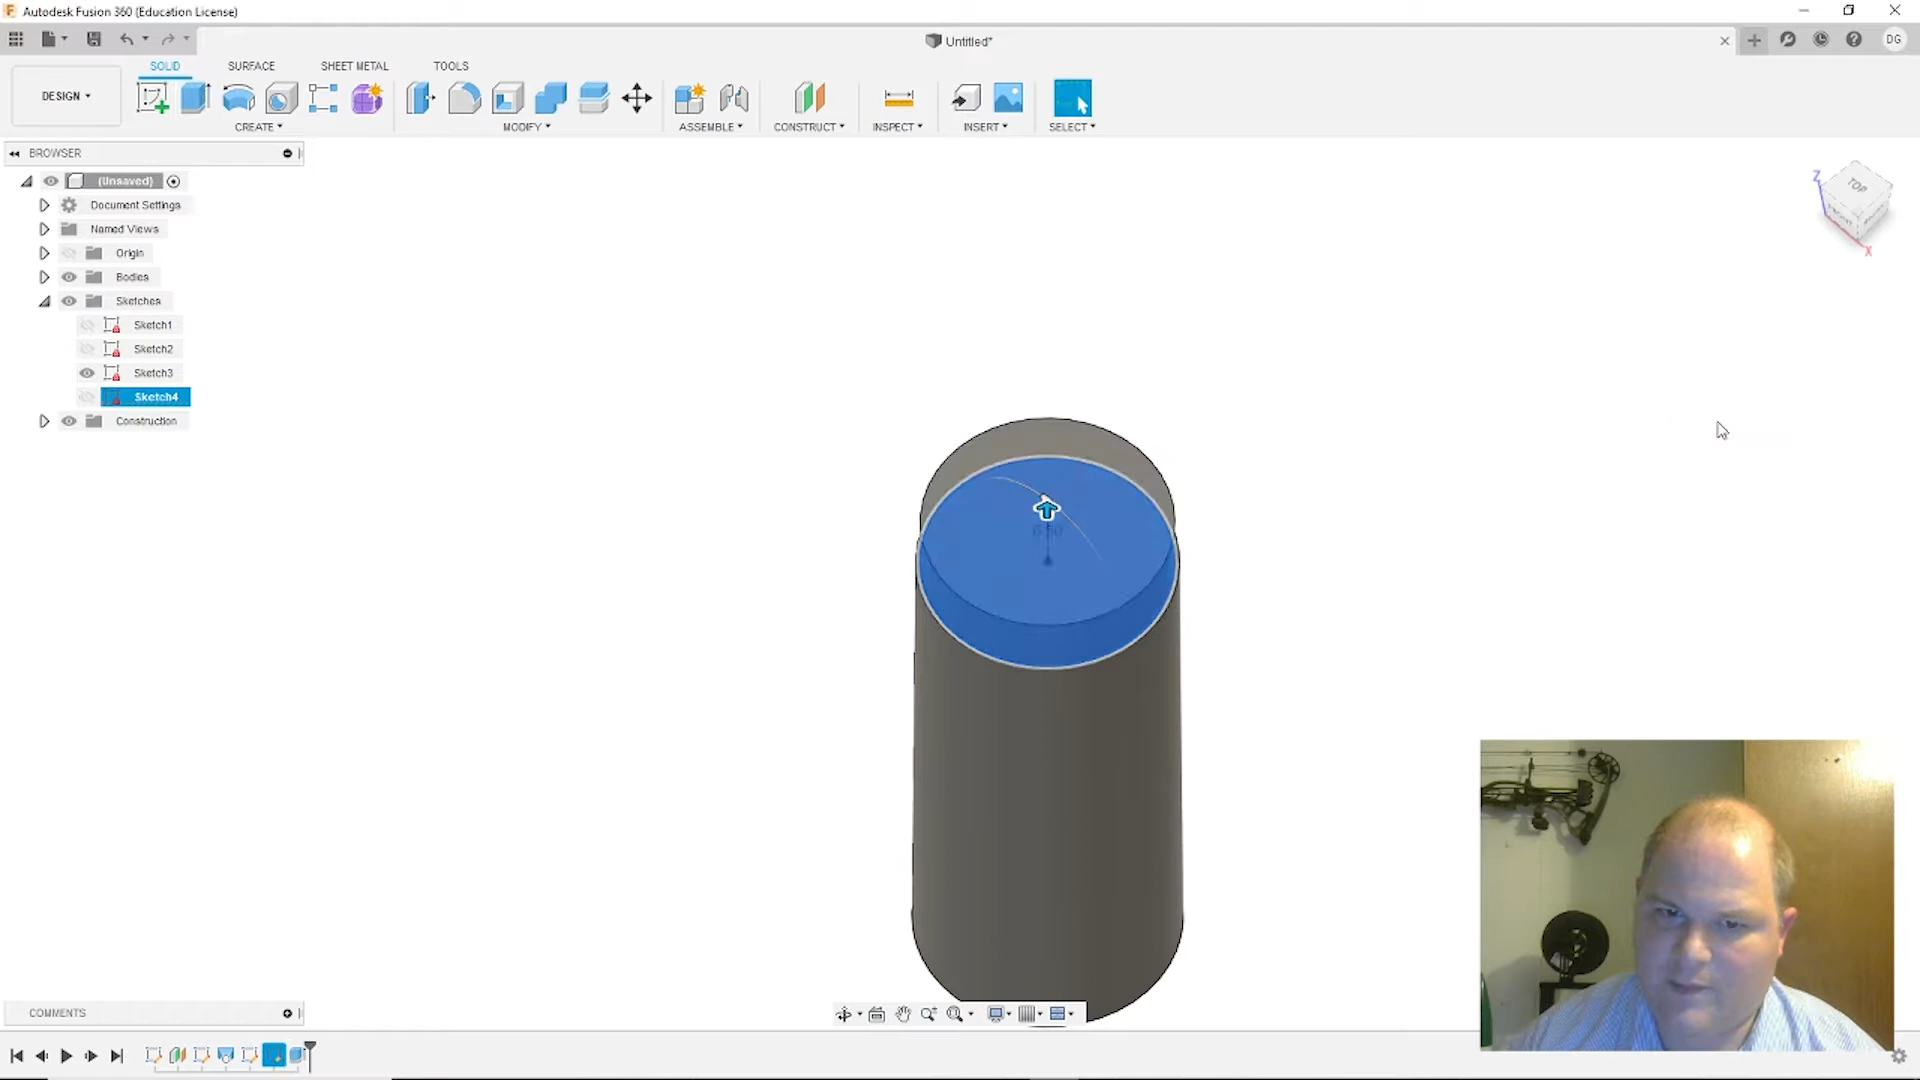 Autodesk Fusion 360 (Education License)
Untitled*
DG
DESIGN
SOLID
SURFACE
SHEET METAL
TOOLS
CREATE
MODIFY
ASSEMBLE
CONSTRUCT
INSPECT
INSERT
SELECT
BROWSER
(Unsaved)
Document Settings
Named Views
Origin
Bodies
Sketches
Sketch1
Sketch2
Sketch3
Sketch4
Construction
Z
TOP
FRONT
X
COMMENTS